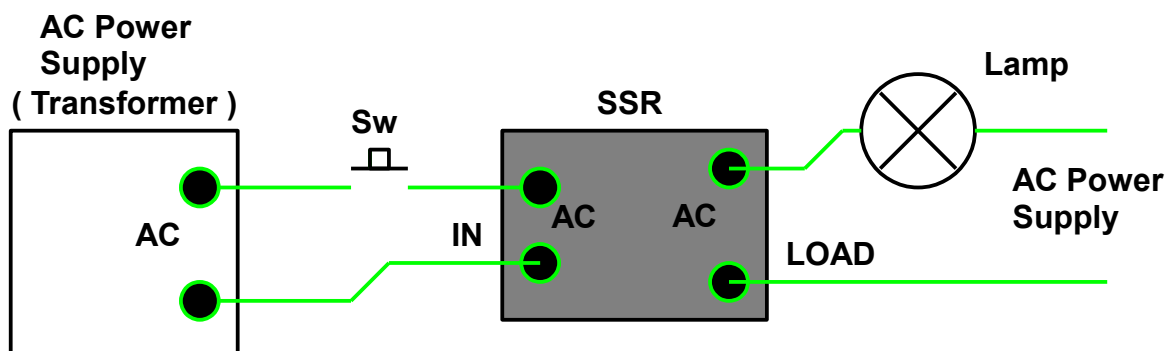 AC Power
Supply
( Transformer )
Sw
SSR
Lamp
AC
IN
AC
AC
LOAD
AC Power
Supply